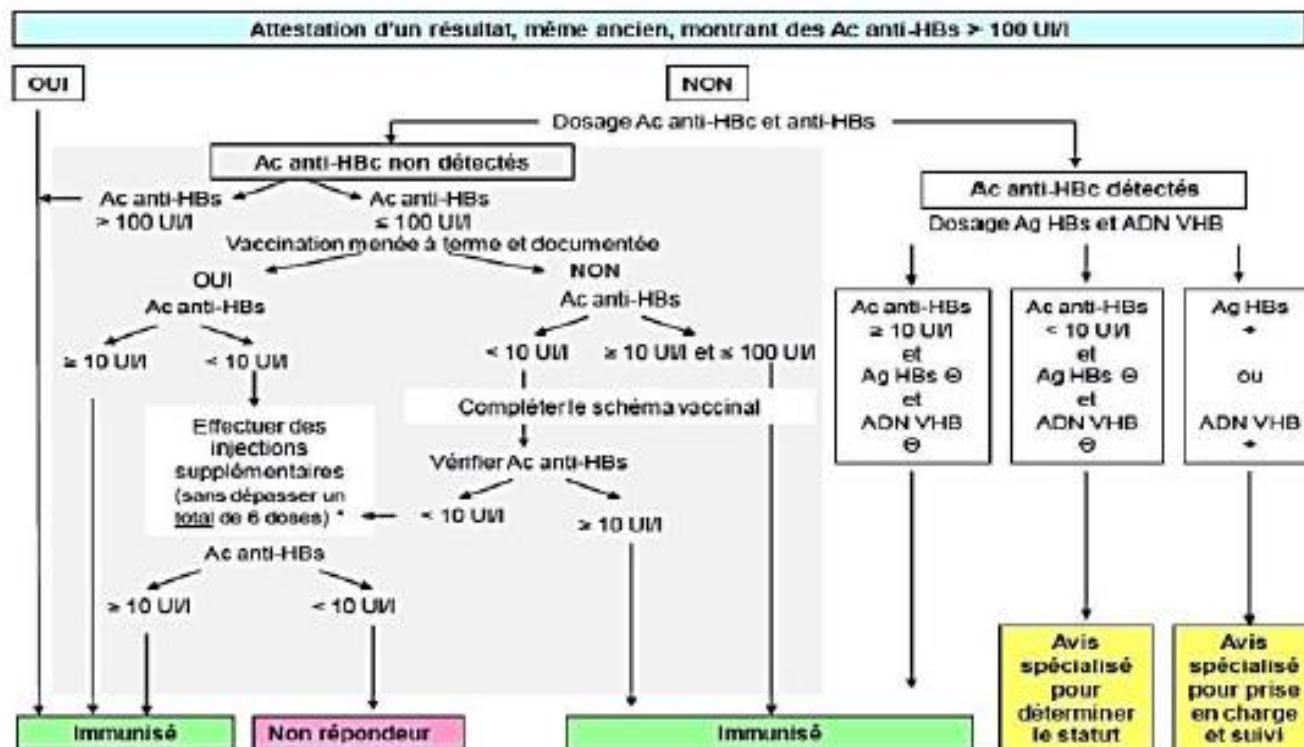 Attestation d'un résultat, même ancien, montrant des Ac anti-HBs > 100 UI/l
OUI
NON
Dosage Ac anti-HBc et anti-HBs
Ac anti-HBc non détectés
Ac anti-HBs
> 100 UI/l
Ac anti-HBs
≤ 100 UI/l
Ac anti-HBc détectés
Dosage Ag HBs et ADN VHB
Vaccination menée à terme et documentée
OUI
Ac anti-HBs
NON
Ac anti-HBs
≥ 10 UI/l
< 10 UI/l
< 10 UI/l
≥ 10 UI/l et ≤ 100 UI/l
Effectuer des
injections
supplémentaires
(sans dépasser un
total de 6 doses) *
Compléter le schéma vaccinal
Vérifier Ac anti-HBs
< 10 UI/l
≥ 10 UI/l
Ac anti-HBs
≥ 10 UI/l
< 10 UI/l
Ac anti-HBs
≥ 10 UI/l
et
Ag HBs ⊖
et
ADN VHB
⊖
Ac anti-HBs
< 10 UI/l
et
Ag HBs ⊖
et
ADN VHB
⊖
Ag HBs
+
ou
ADN VHB
+
Immunisé
Non répondeur
Immunisé
Avis
spécialisé
pour
déterminer
le statut
Avis
spécialisé
pour prise
en charge
et suivi